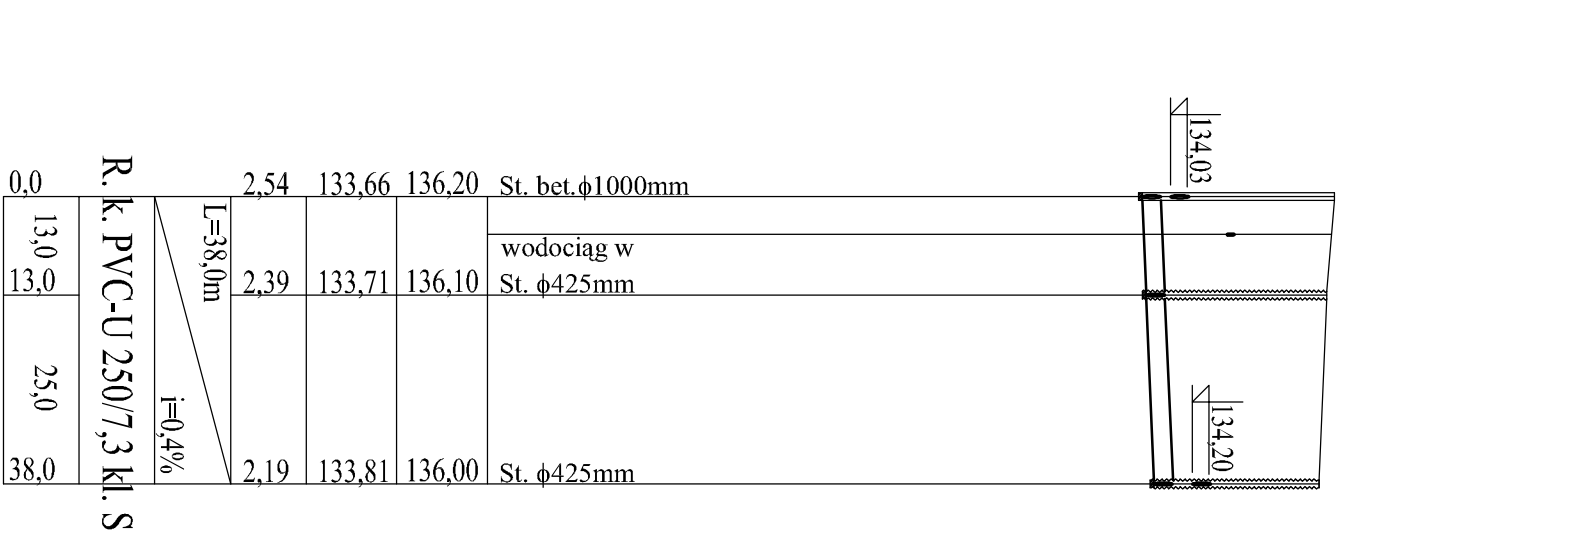 134,03
0,0 2,54 133,66 136,20 St. bet.ϕ1000mm
13,0
R. k. PVC-U 250/7,3 kl. S
L=38,0m
wodociąg w
13,0 2,39 133,71 136,10 St. ϕ425mm
25,0
i=0,4%
134,20
38,0 2,19 133,81 136,00 St. ϕ425mm